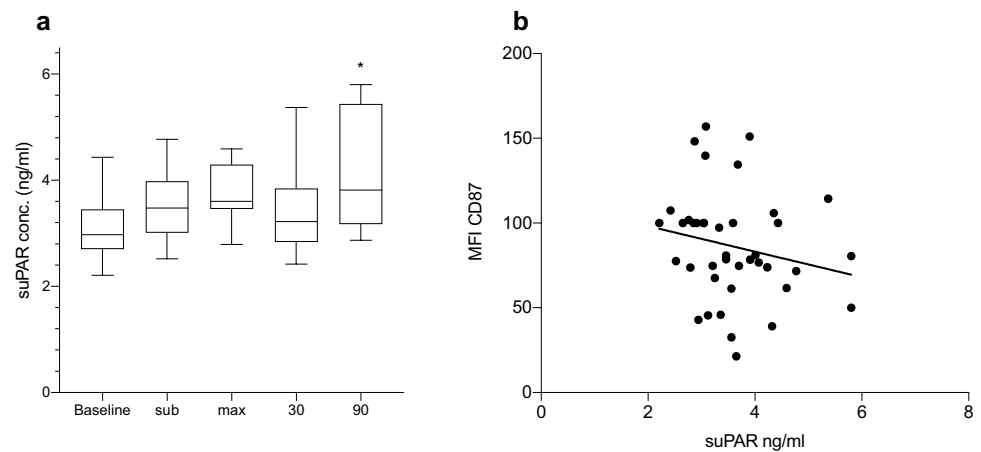 a
suPAR conc. (ng/ml)
6
4
2
0
*
Baseline sub max 30 90
b
MFI CD87
200
150
100
50
0
0 2 4 6 8
suPAR ng/ml